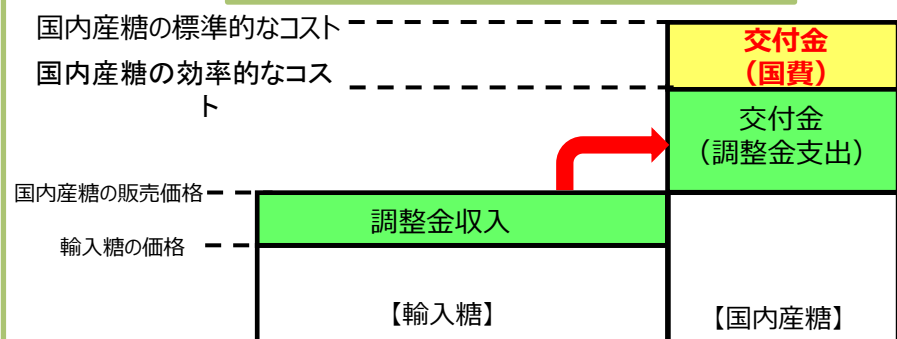 国内産糖の標準的なコスト
国内産糖の効率的なコス
ト
国内産糖の販売価格
輸入糖の価格
調整金収入
【輸入糖】
交付金
（国費）
交付金
（調整金支出）
【国内産糖】